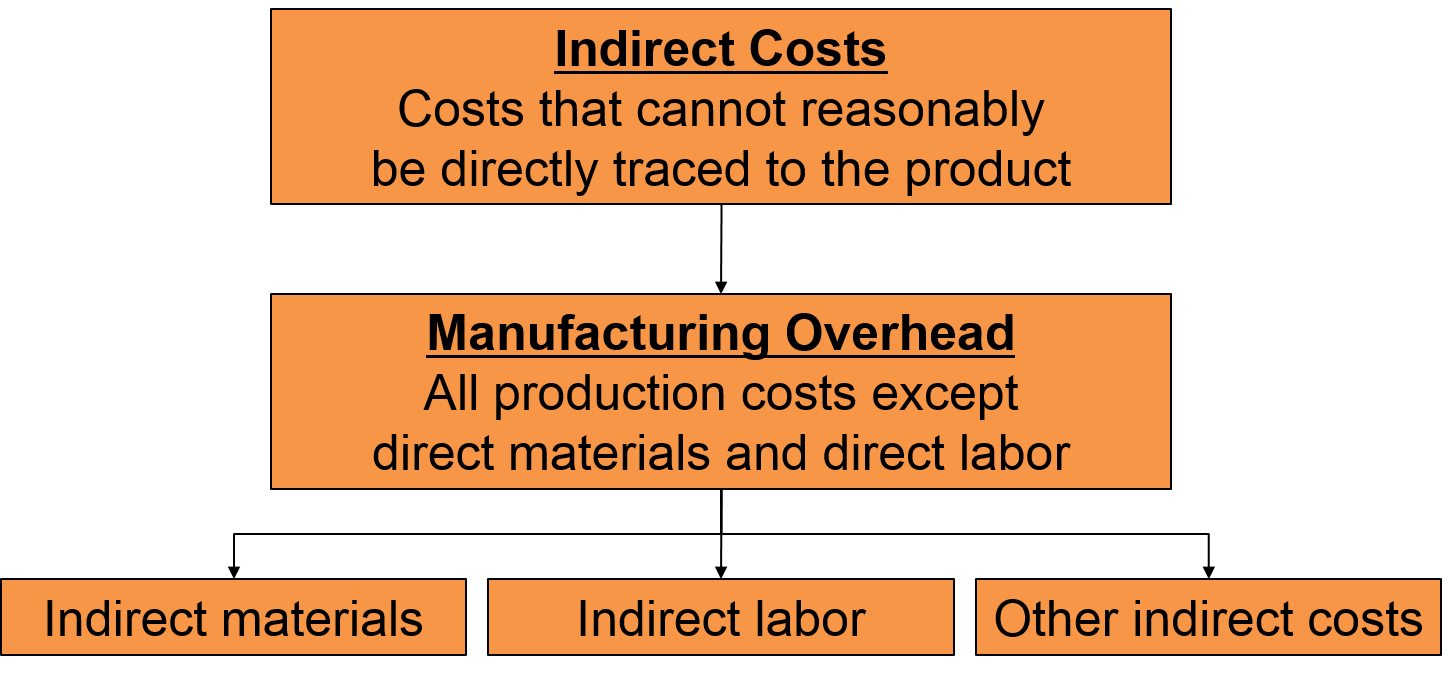 Indirect Costs
Costs that cannot reasonably
be directly traced to the product
Manufacturing Overhead
All production costs except
direct materials and direct labor
Indirect materials
Indirect labor
Other indirect costs